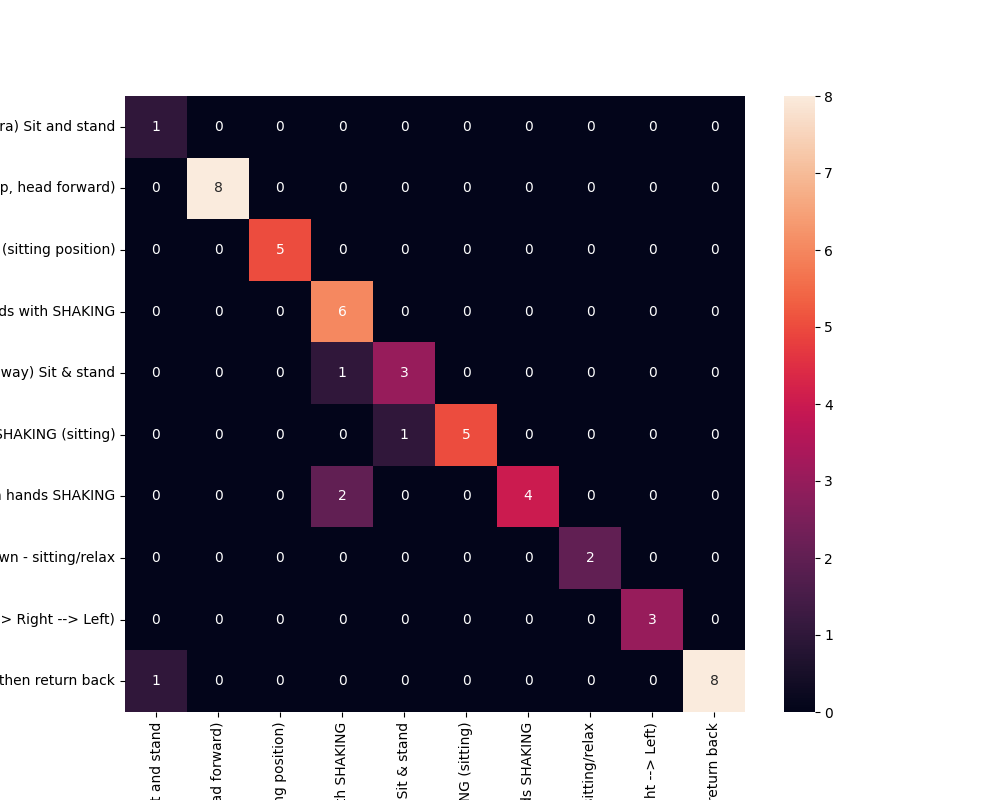 ra) Sit and stand 1 0 0 0 0 0 0 0 0 0
p, head forward) 0 8 0 0 0 0 0 0 0 0
(sitting position) 0 0 5 0 0 0 0 0 0 0
ds with SHAKING 0 0 0 6 0 0 0 0 0 0
way) Sit & stand 0 0 0 1 3 0 0 0 0 0
SHAKING (sitting) 0 0 0 0 1 5 0 0 0 0
hands SHAKING 0 0 0 2 0 0 4 0 0 0
wn - sitting/relax 0 0 0 0 0 0 0 2 0 0
> Right --> Left) 0 0 0 0 0 0 0 0 3 0
then return back 1 0 0 0 0 0 0 0 0 8
t and stand
ad forward)
ng position)
th SHAKING
Sit & stand
NG (sitting)
ds SHAKING
sitting/relax
ht --> Left)
return back
8
7
6
5
4
3
2
1
0